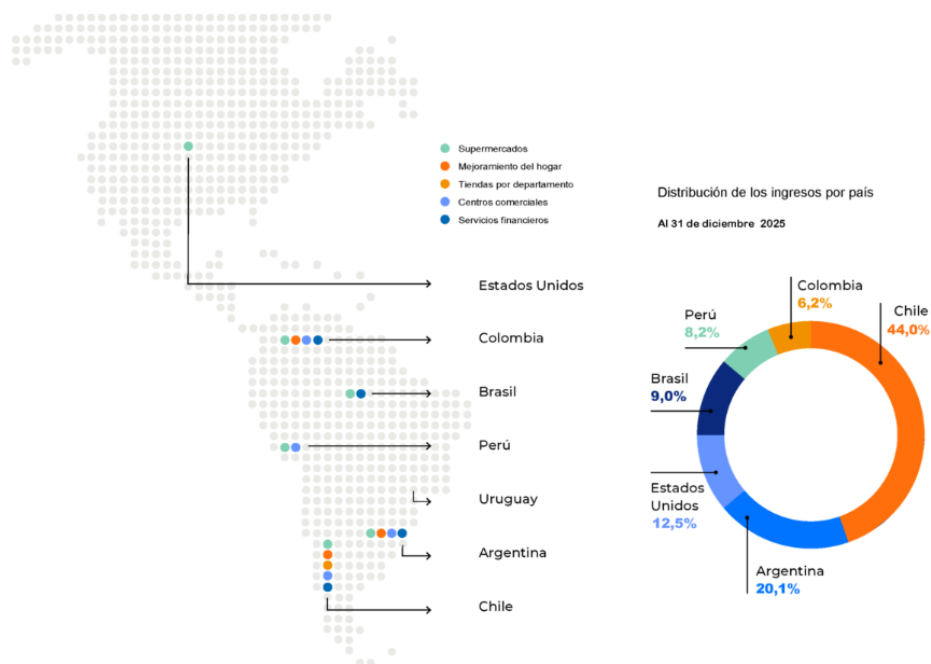 Supermercados
Mejoramiento del hogar
Tiendas por departamento
Centros comerciales
Servicios financieros
Estados Unidos
Colombia
Brasil
Perú
Uruguay
Argentina
Chile
Distribución de los ingresos por país
Al 31 de diciembre 2025
Colombia
6,2%
Chile
44,0%
Perú
8,2%
Brasil
9,0%
Estados
Unidos
12,5%
Argentina
20,1%